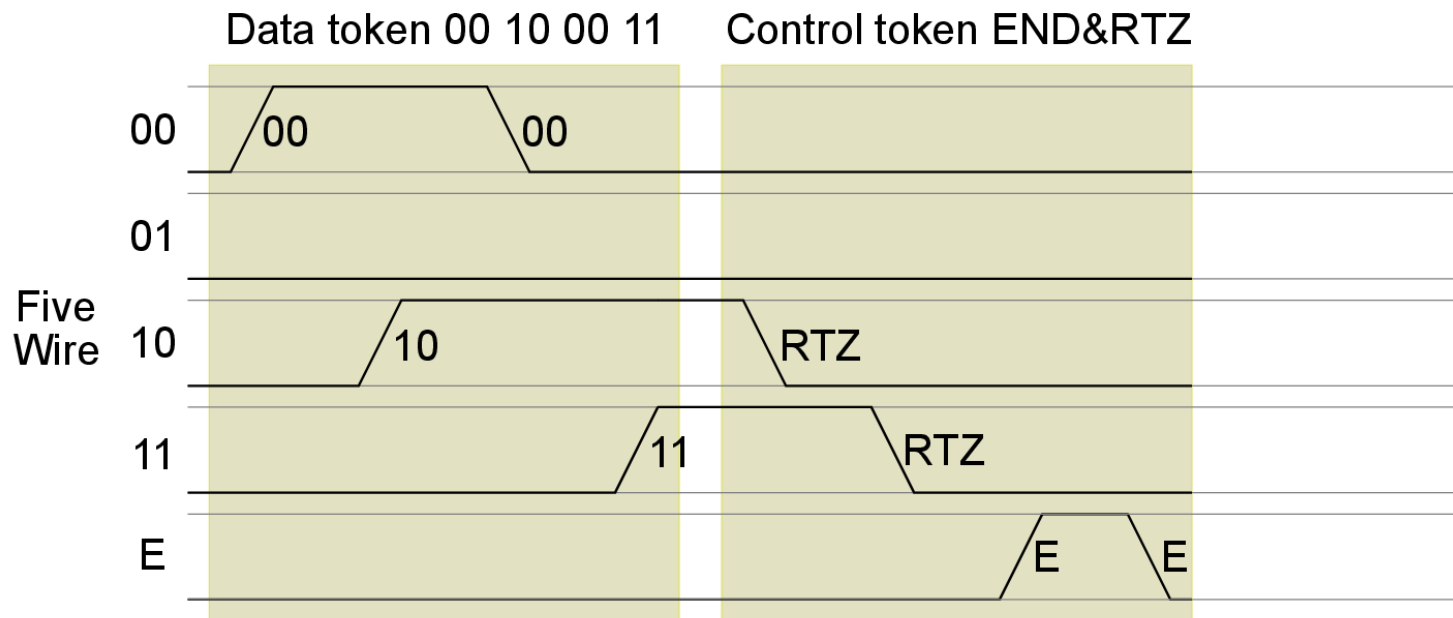 Data token 00 10 00 11
Control token END&RTZ
00
00
00
01
Five
Wire
10
10
RTZ
11
11
RTZ
E
E
E